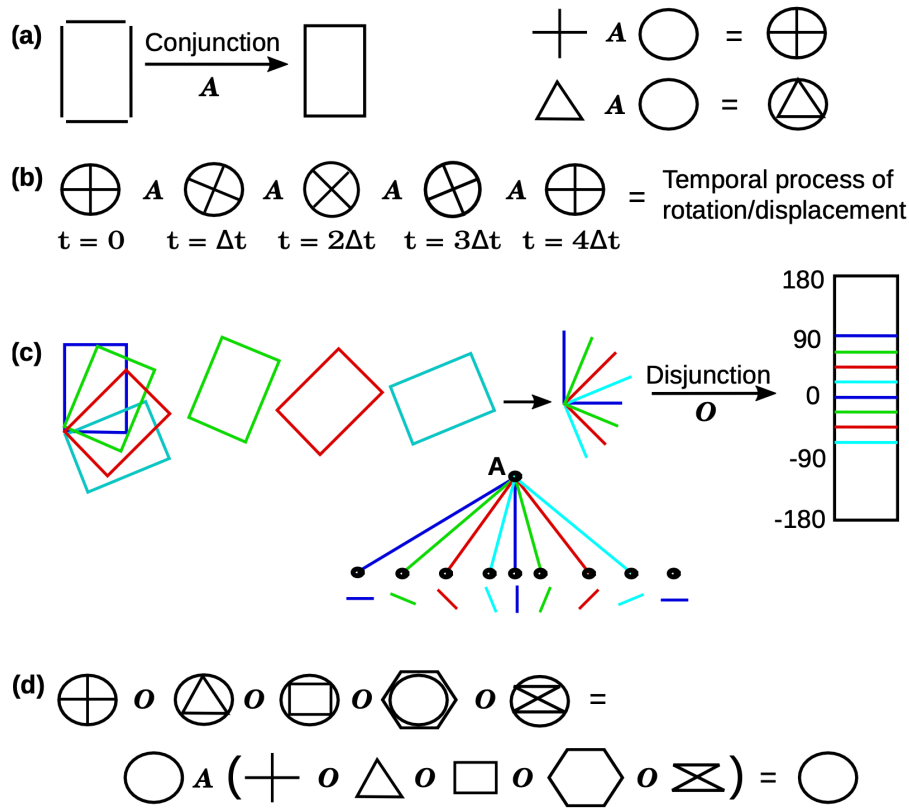 (a)
Conjunction
A
A =
A =
(b) A A A A = Temporal process of
rotation/displacement
t = 0 t = Δt t = 2Δt t = 3Δt t = 4Δt
(c)
Disjunction
O
180
90
0
-90
-180
A
(d) O O O O =
A ( O O O O ) =